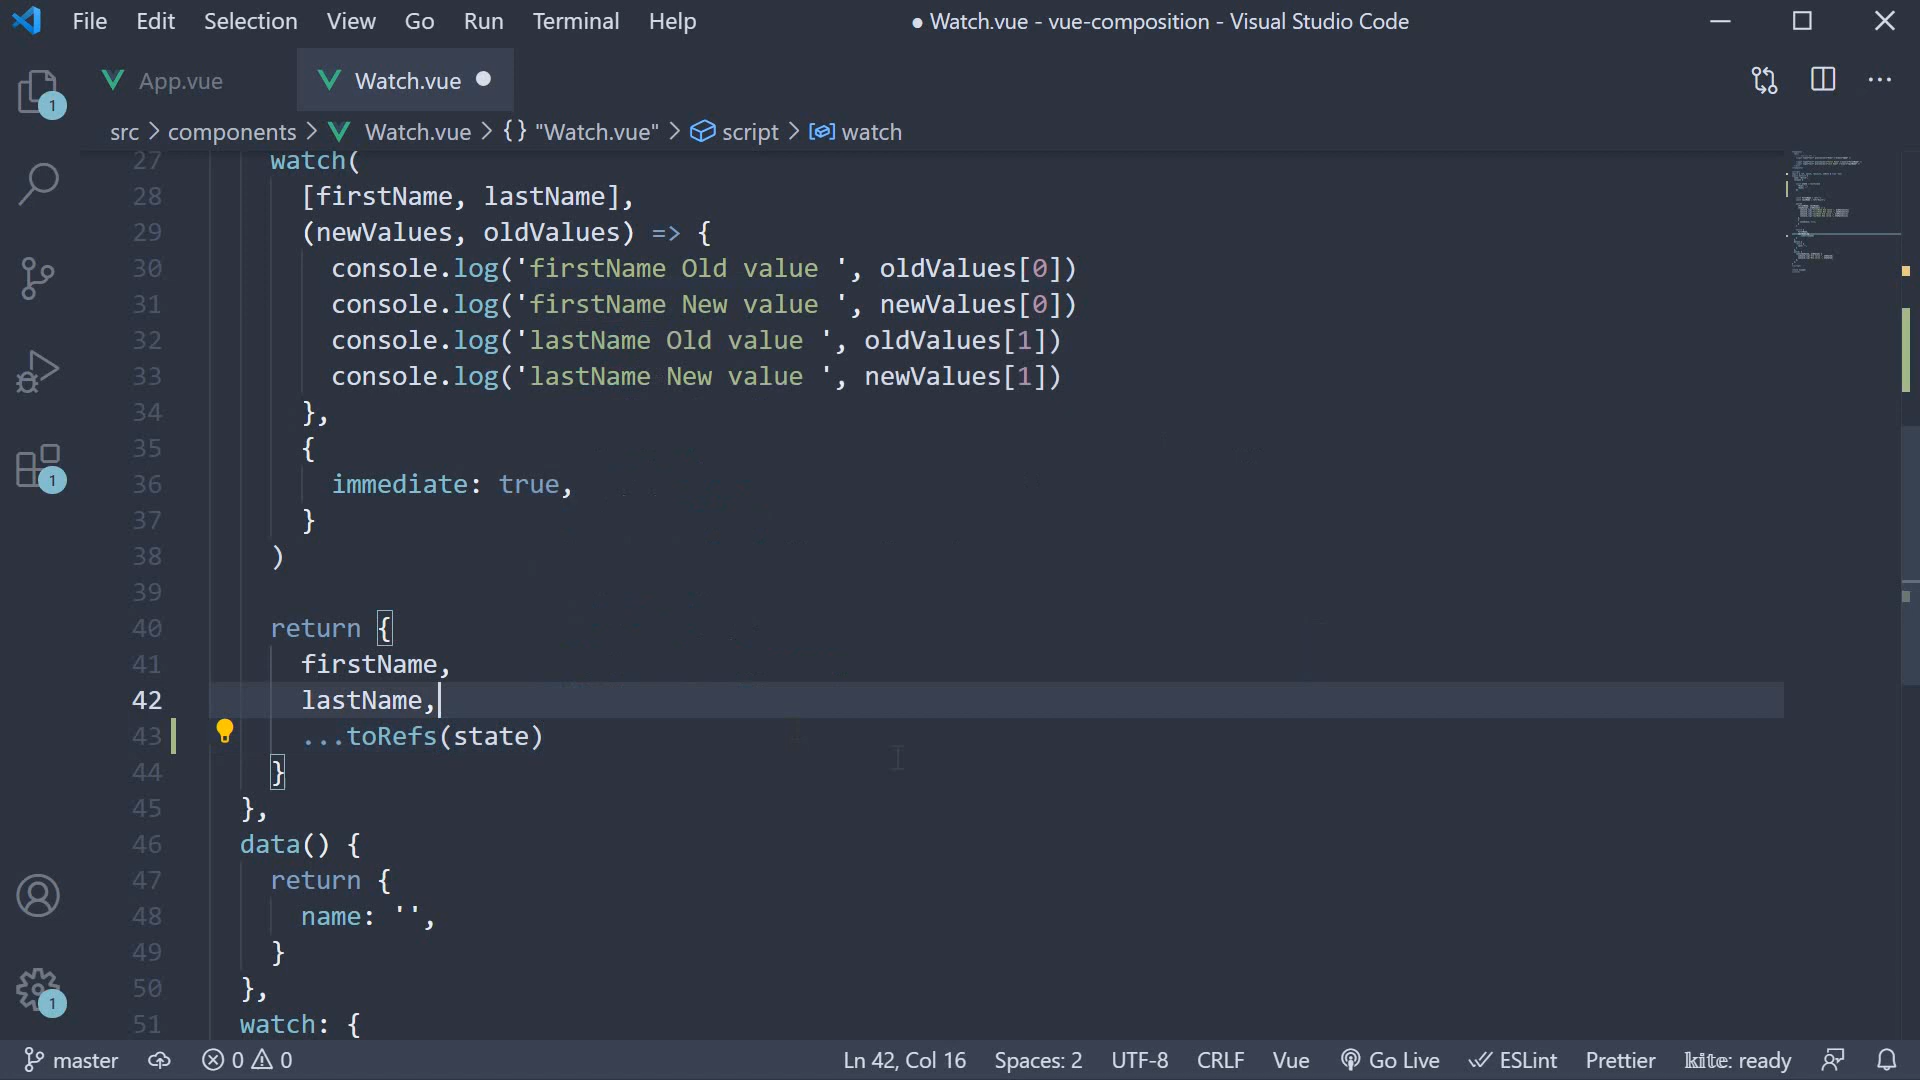 File Edit Selection View Go Run Terminal Help ● Watch.vue - vue-composition - Visual Studio Code
App.vue Watch.vue
src > components > Watch.vue > {} "Watch.vue" > script > watch
27 watch(
28 [firstName, lastName],
29 (newValues, oldValues) => {
30 console.log('firstName Old value ', oldValues[0])
31 console.log('firstName New value ', newValues[0])
32 console.log('lastName Old value ', oldValues[1])
33 console.log('lastName New value ', newValues[1])
34 },
35 {
36 immediate: true,
37 }
38 )
39
40 return {
41 firstName,
42 lastName,
43 ...toRefs(state)
44 }
45 },
46 data() {
47 return {
48 name: '',
49 }
50 },
51 watch: {
1
1
1
master 0 0 Ln 42, Col 16 Spaces: 2 UTF-8 CRLF Vue Go Live ESLint Prettier kite: ready